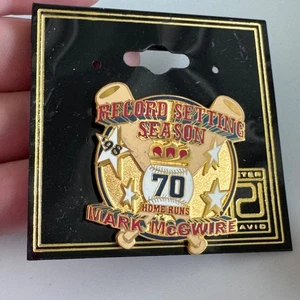 RECORD SETTING
SEASON
'98
70
HOME RUNS
MARK McGWIRE